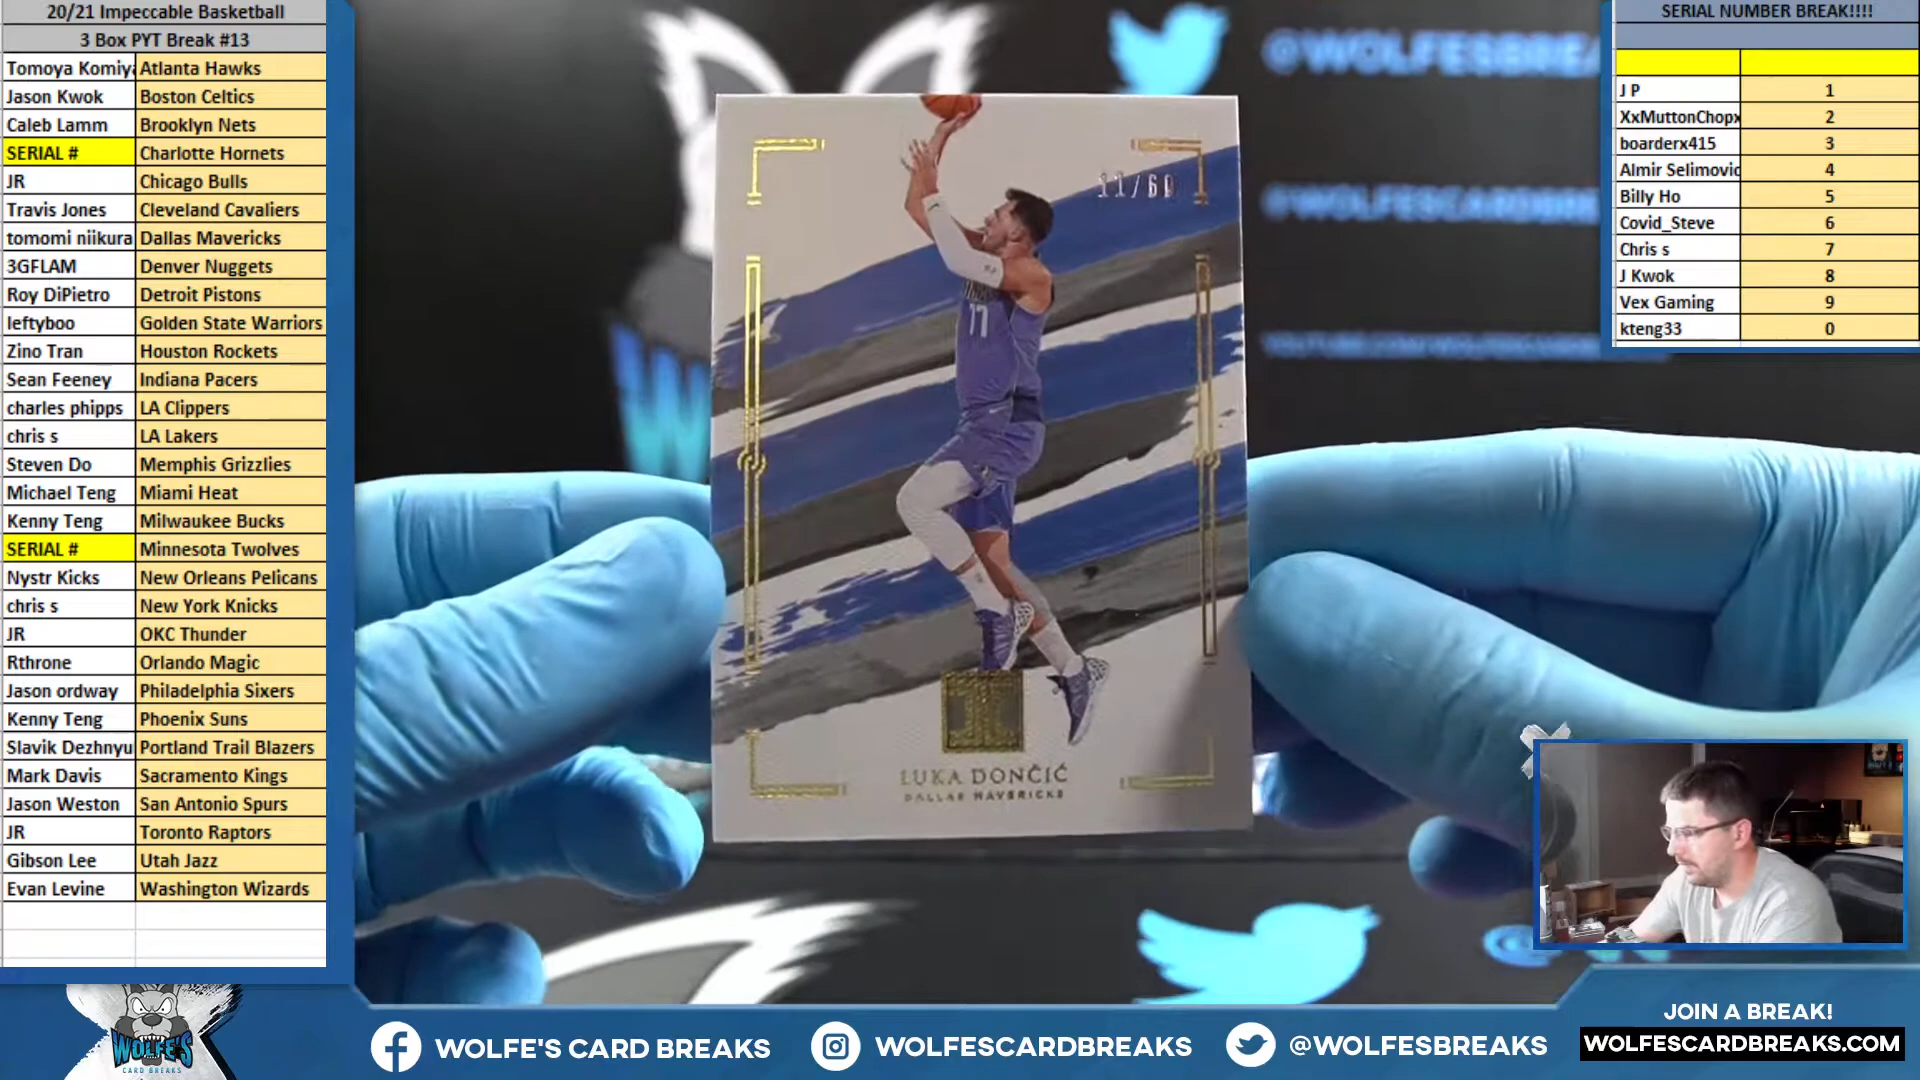 20/21 Impeccable Basketball
3 Box PYT Break #13
Tomoya Komiya Atlanta Hawks
Jason Kwok Boston Celtics
Caleb Lamm Brooklyn Nets
SERIAL # Charlotte Hornets
JR Chicago Bulls
Travis Jones Cleveland Cavaliers
tomomi niikura Dallas Mavericks
3GFLAM Denver Nuggets
Roy DiPietro Detroit Pistons
leftyboo Golden State Warriors
Zino Tran Houston Rockets
Sean Feeney Indiana Pacers
charles phipps LA Clippers
chris s LA Lakers
Steven Do Memphis Grizzlies
Michael Teng Miami Heat
Kenny Teng Milwaukee Bucks
SERIAL # Minnesota Twolves
Nystr Kicks New Orleans Pelicans
chris s New York Knicks
JR OKC Thunder
Rthrone Orlando Magic
Jason ordway Philadelphia Sixers
Kenny Teng Phoenix Suns
Slavik Dezhnyu Portland Trail Blazers
Mark Davis Sacramento Kings
Jason Weston San Antonio Spurs
JR Toronto Raptors
Gibson Lee Utah Jazz
Evan Levine Washington Wizards
@WOLFESBREA
@WOLFESCARDBRE
11/60
77
LUKA DONČIĆ
DALLAS MAVERICKS
SERIAL NUMBER BREAK!!!!
J P 1
XxMuttonChopx 2
boarderx415 3
Almir Selimovic 4
Billy Ho 5
Covid_Steve 6
Chris s 7
J Kwok 8
Vex Gaming 9
kteng33 0
WOLFE'S
CARD BREAKS
WOLFE'S CARD BREAKS
WOLFESCARDBREAKS
@WOLFESBREAKS
JOIN A BREAK!
WOLFESCARDBREAKS.COM